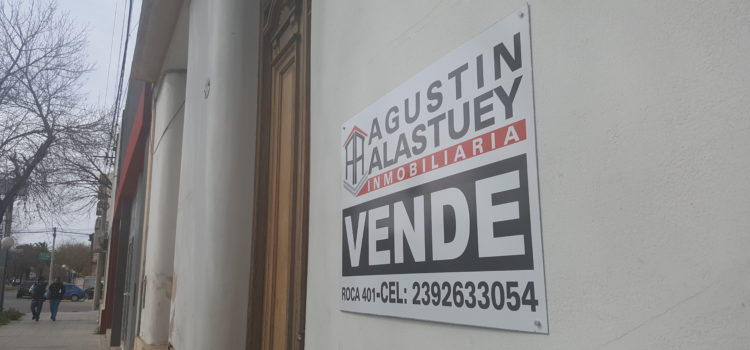 AGUSTIN
ALASTUEY
INMOBILIARIA
VENDE
ROCA 401-CEL: 2392633054